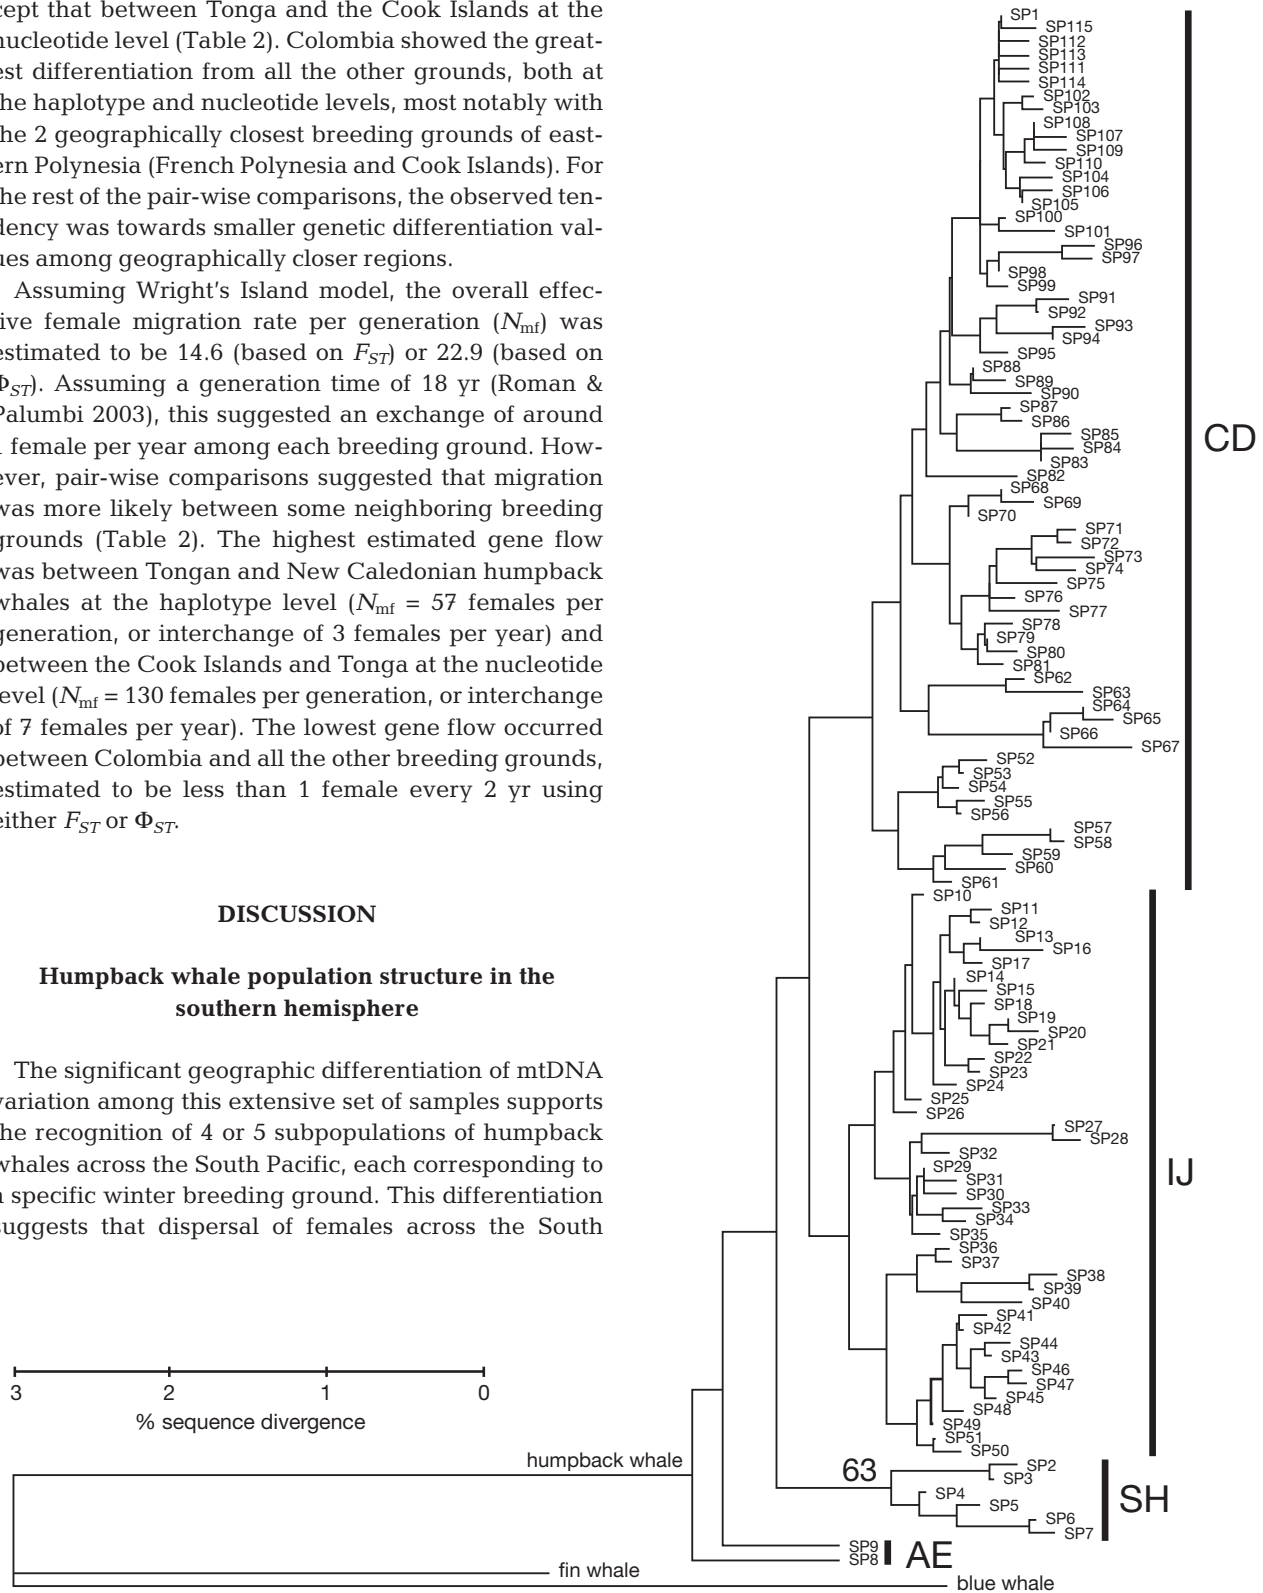 cept that between Tonga and the Cook Islands at the
nucleotide level (Table 2). Colombia showed the great-
est differentiation from all the other grounds, both at
the haplotype and nucleotide levels, most notably with
the 2 geographically closest breeding grounds of east-
ern Polynesia (French Polynesia and Cook Islands). For
the rest of the pair-wise comparisons, the observed ten-
dency was towards smaller genetic differentiation val-
ues among geographically closer regions.
Assuming Wright's Island model, the overall effec-
tive female migration rate per generation (Nmf) was
estimated to be 14.6 (based on FST) or 22.9 (based on
ΦST). Assuming a generation time of 18 yr (Roman &
Palumbi 2003), this suggested an exchange of around
1 female per year among each breeding ground. How-
ever, pair-wise comparisons suggested that migration
was more likely between some neighboring breeding
grounds (Table 2). The highest estimated gene flow
was between Tongan and New Caledonian humpback
whales at the haplotype level (Nmf = 57 females per
generation, or interchange of 3 females per year) and
between the Cook Islands and Tonga at the nucleotide
level (Nmf = 130 females per generation, or interchange
of 7 females per year). The lowest gene flow occurred
between Colombia and all the other breeding grounds,
estimated to be less than 1 female every 2 yr using
either FST or ΦST.
DISCUSSION
Humpback whale population structure in the
southern hemisphere
The significant geographic differentiation of mtDNA
variation among this extensive set of samples supports
the recognition of 4 or 5 subpopulations of humpback
whales across the South Pacific, each corresponding to
a specific winter breeding ground. This differentiation
suggests that dispersal of females across the South
3 2 1 0
% sequence divergence
humpback whale
fin whale
blue whale
SP1
SP115
SP112
SP113
SP111
SP114
SP102
SP103
SP108
SP107
SP109
SP110
SP104
SP106
SP105
SP100
SP101
SP96
SP97
SP98
SP99
SP91
SP92
SP93
SP94
SP95
SP88
SP89
SP90
SP87
SP86
SP85
SP84
SP83
SP82
SP68
SP69
SP70
SP71
SP72
SP73
SP74
SP75
SP76
SP77
SP78
SP79
SP80
SP81
SP62
SP63
SP64
SP65
SP66
SP67
SP52
SP53
SP54
SP55
SP56
SP57
SP58
SP59
SP60
SP61
CD
SP10
SP11
SP12
SP13
SP16
SP17
SP14
SP15
SP18
SP19
SP20
SP21
SP22
SP23
SP24
SP25
SP26
SP27
SP28
SP32
SP29
SP31
SP30
SP33
SP34
SP35
SP36
SP37
SP38
SP39
SP40
SP41
SP42
SP44
SP43
SP46
SP47
SP45
SP48
SP49
SP51
SP50
IJ
63
SP2
SP3
SP4
SP5
SP6
SP7
SH
SP9
SP8
AE